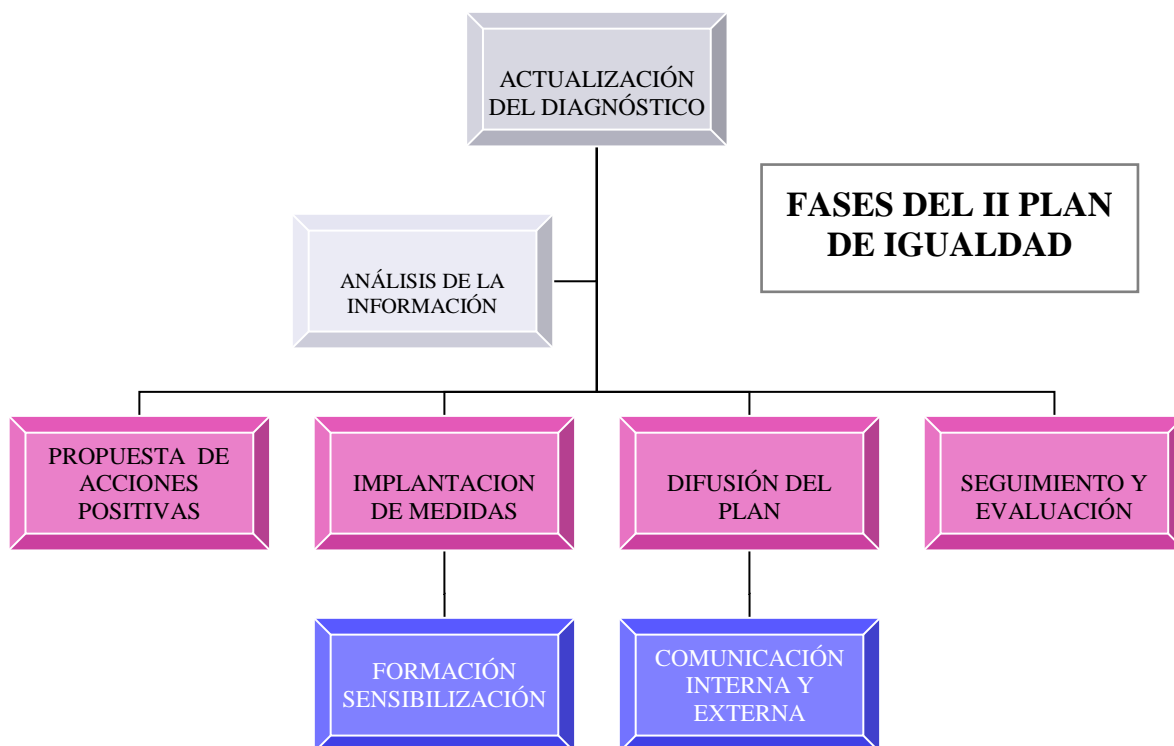 ACTUALIZACIÓN
DEL DIAGNÓSTICO
FASES DEL II PLAN
DE IGUALDAD
ANÁLISIS DE LA
INFORMACIÓN
PROPUESTA DE
ACCIONES
POSITIVAS
IMPLANTACION
DE MEDIDAS
DIFUSIÓN DEL
PLAN
SEGUIMIENTO Y
EVALUACIÓN
FORMACIÓN
SENSIBILIZACIÓN
COMUNICACIÓN
INTERNA Y
EXTERNA